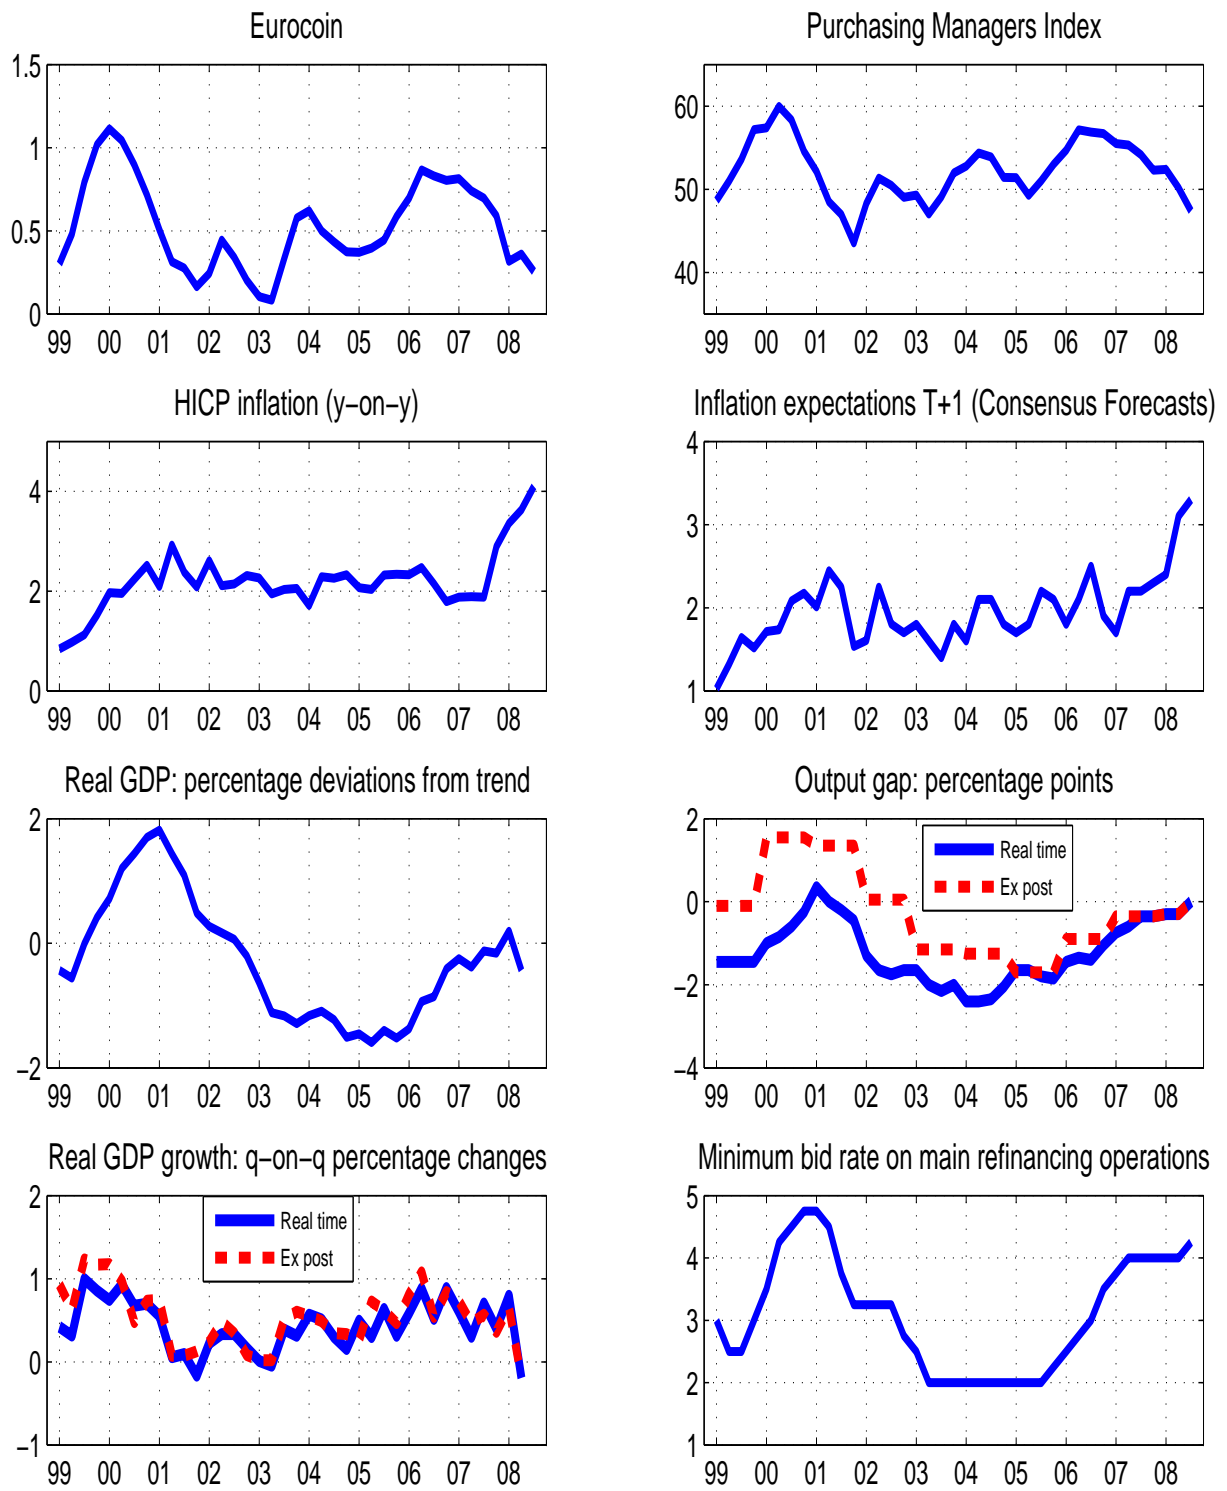 Eurocoin
1.5
1
0.5
0
99 00 01 02 03 04 05 06 07 08
Purchasing Managers Index
60
50
40
99 00 01 02 03 04 05 06 07 08
HICP inflation (y−on−y)
4
2
0
99 00 01 02 03 04 05 06 07 08
Inflation expectations T+1 (Consensus Forecasts)
4
3
2
1
99 00 01 02 03 04 05 06 07 08
Real GDP: percentage deviations from trend
2
0
−2
99 00 01 02 03 04 05 06 07 08
Output gap: percentage points
2
0
−2
−4
Real time
Ex post
99 00 01 02 03 04 05 06 07 08
Real GDP growth: q−on−q percentage changes
2
1
0
−1
Real time
Ex post
99 00 01 02 03 04 05 06 07 08
Minimum bid rate on main refinancing operations
5
4
3
2
1
99 00 01 02 03 04 05 06 07 08